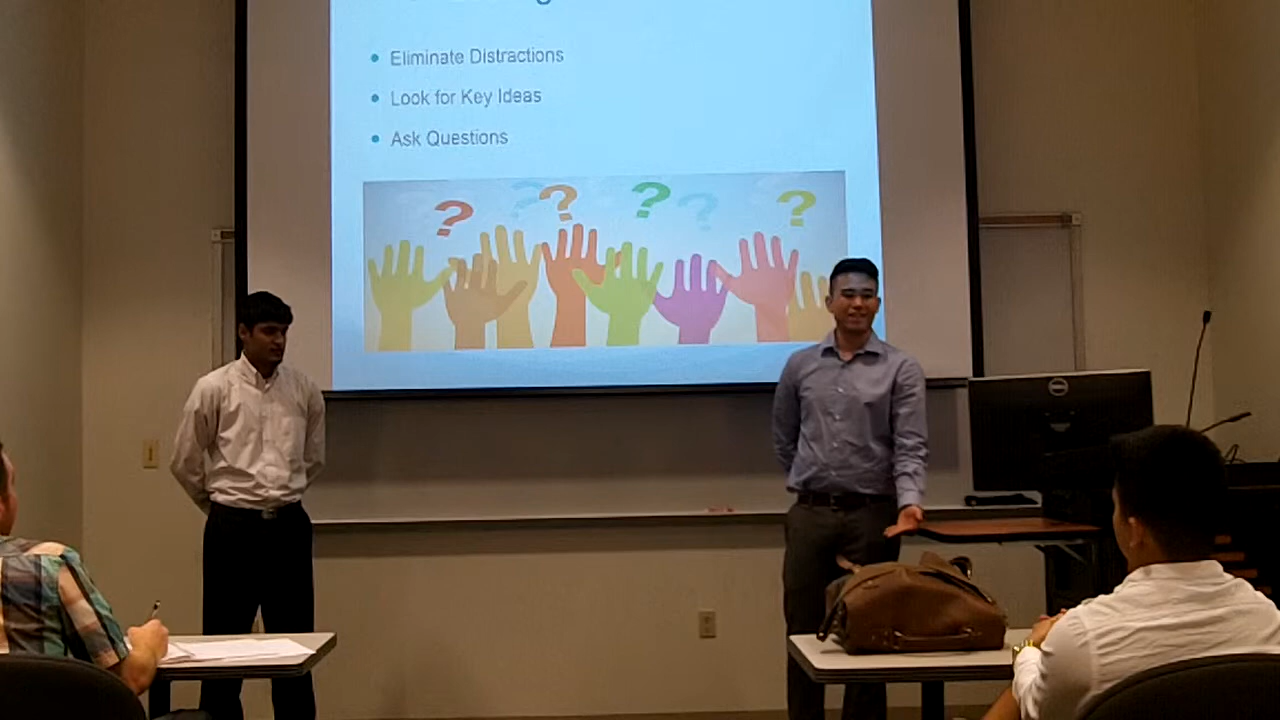 Eliminate Distractions
Look for Key Ideas
Ask Questions
? ? ? ? ? ?
DELL